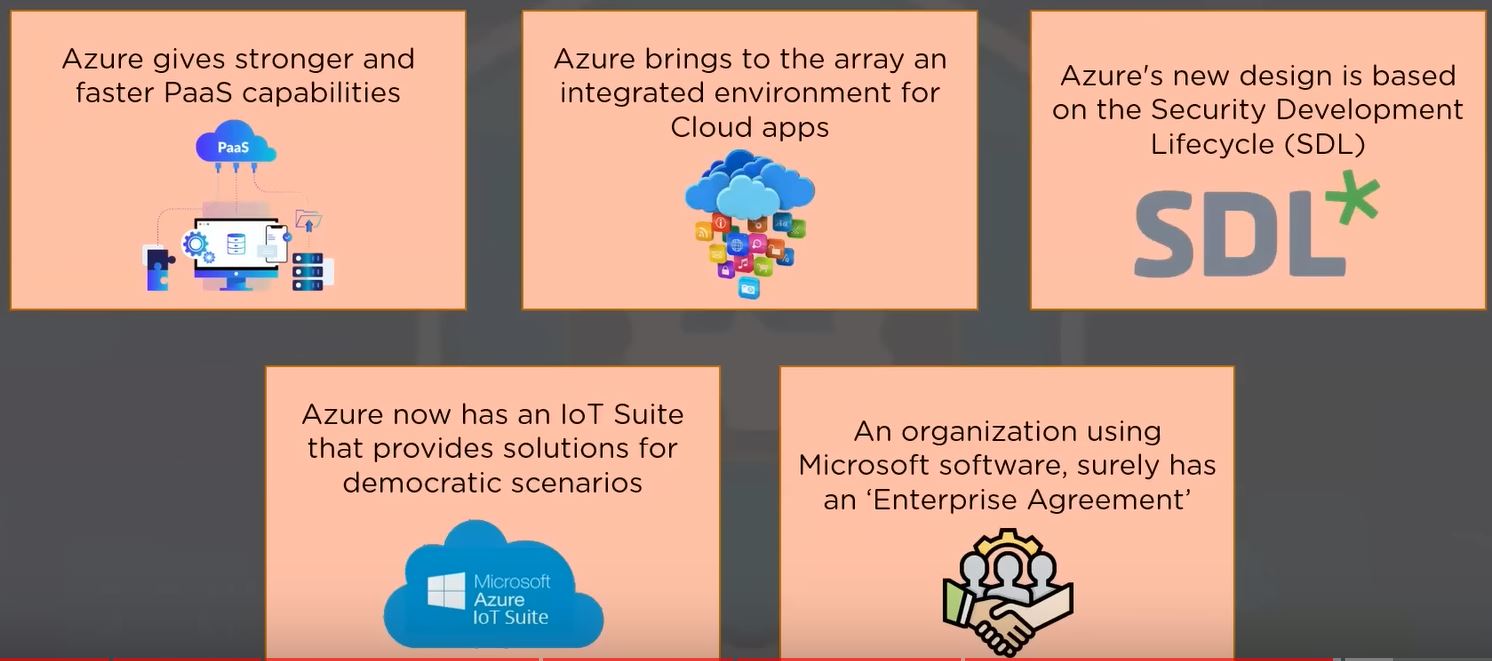 Azure gives stronger and
faster PaaS capabilities
PaaS
Azure brings to the array an
integrated environment for
Cloud apps
Azure's new design is based
on the Security Development
Lifecycle (SDL)
SDL*
Azure now has an IoT Suite
that provides solutions for
democratic scenarios
Microsoft
Azure
IoT Suite
An organization using
Microsoft software, surely has
an ‘Enterprise Agreement’